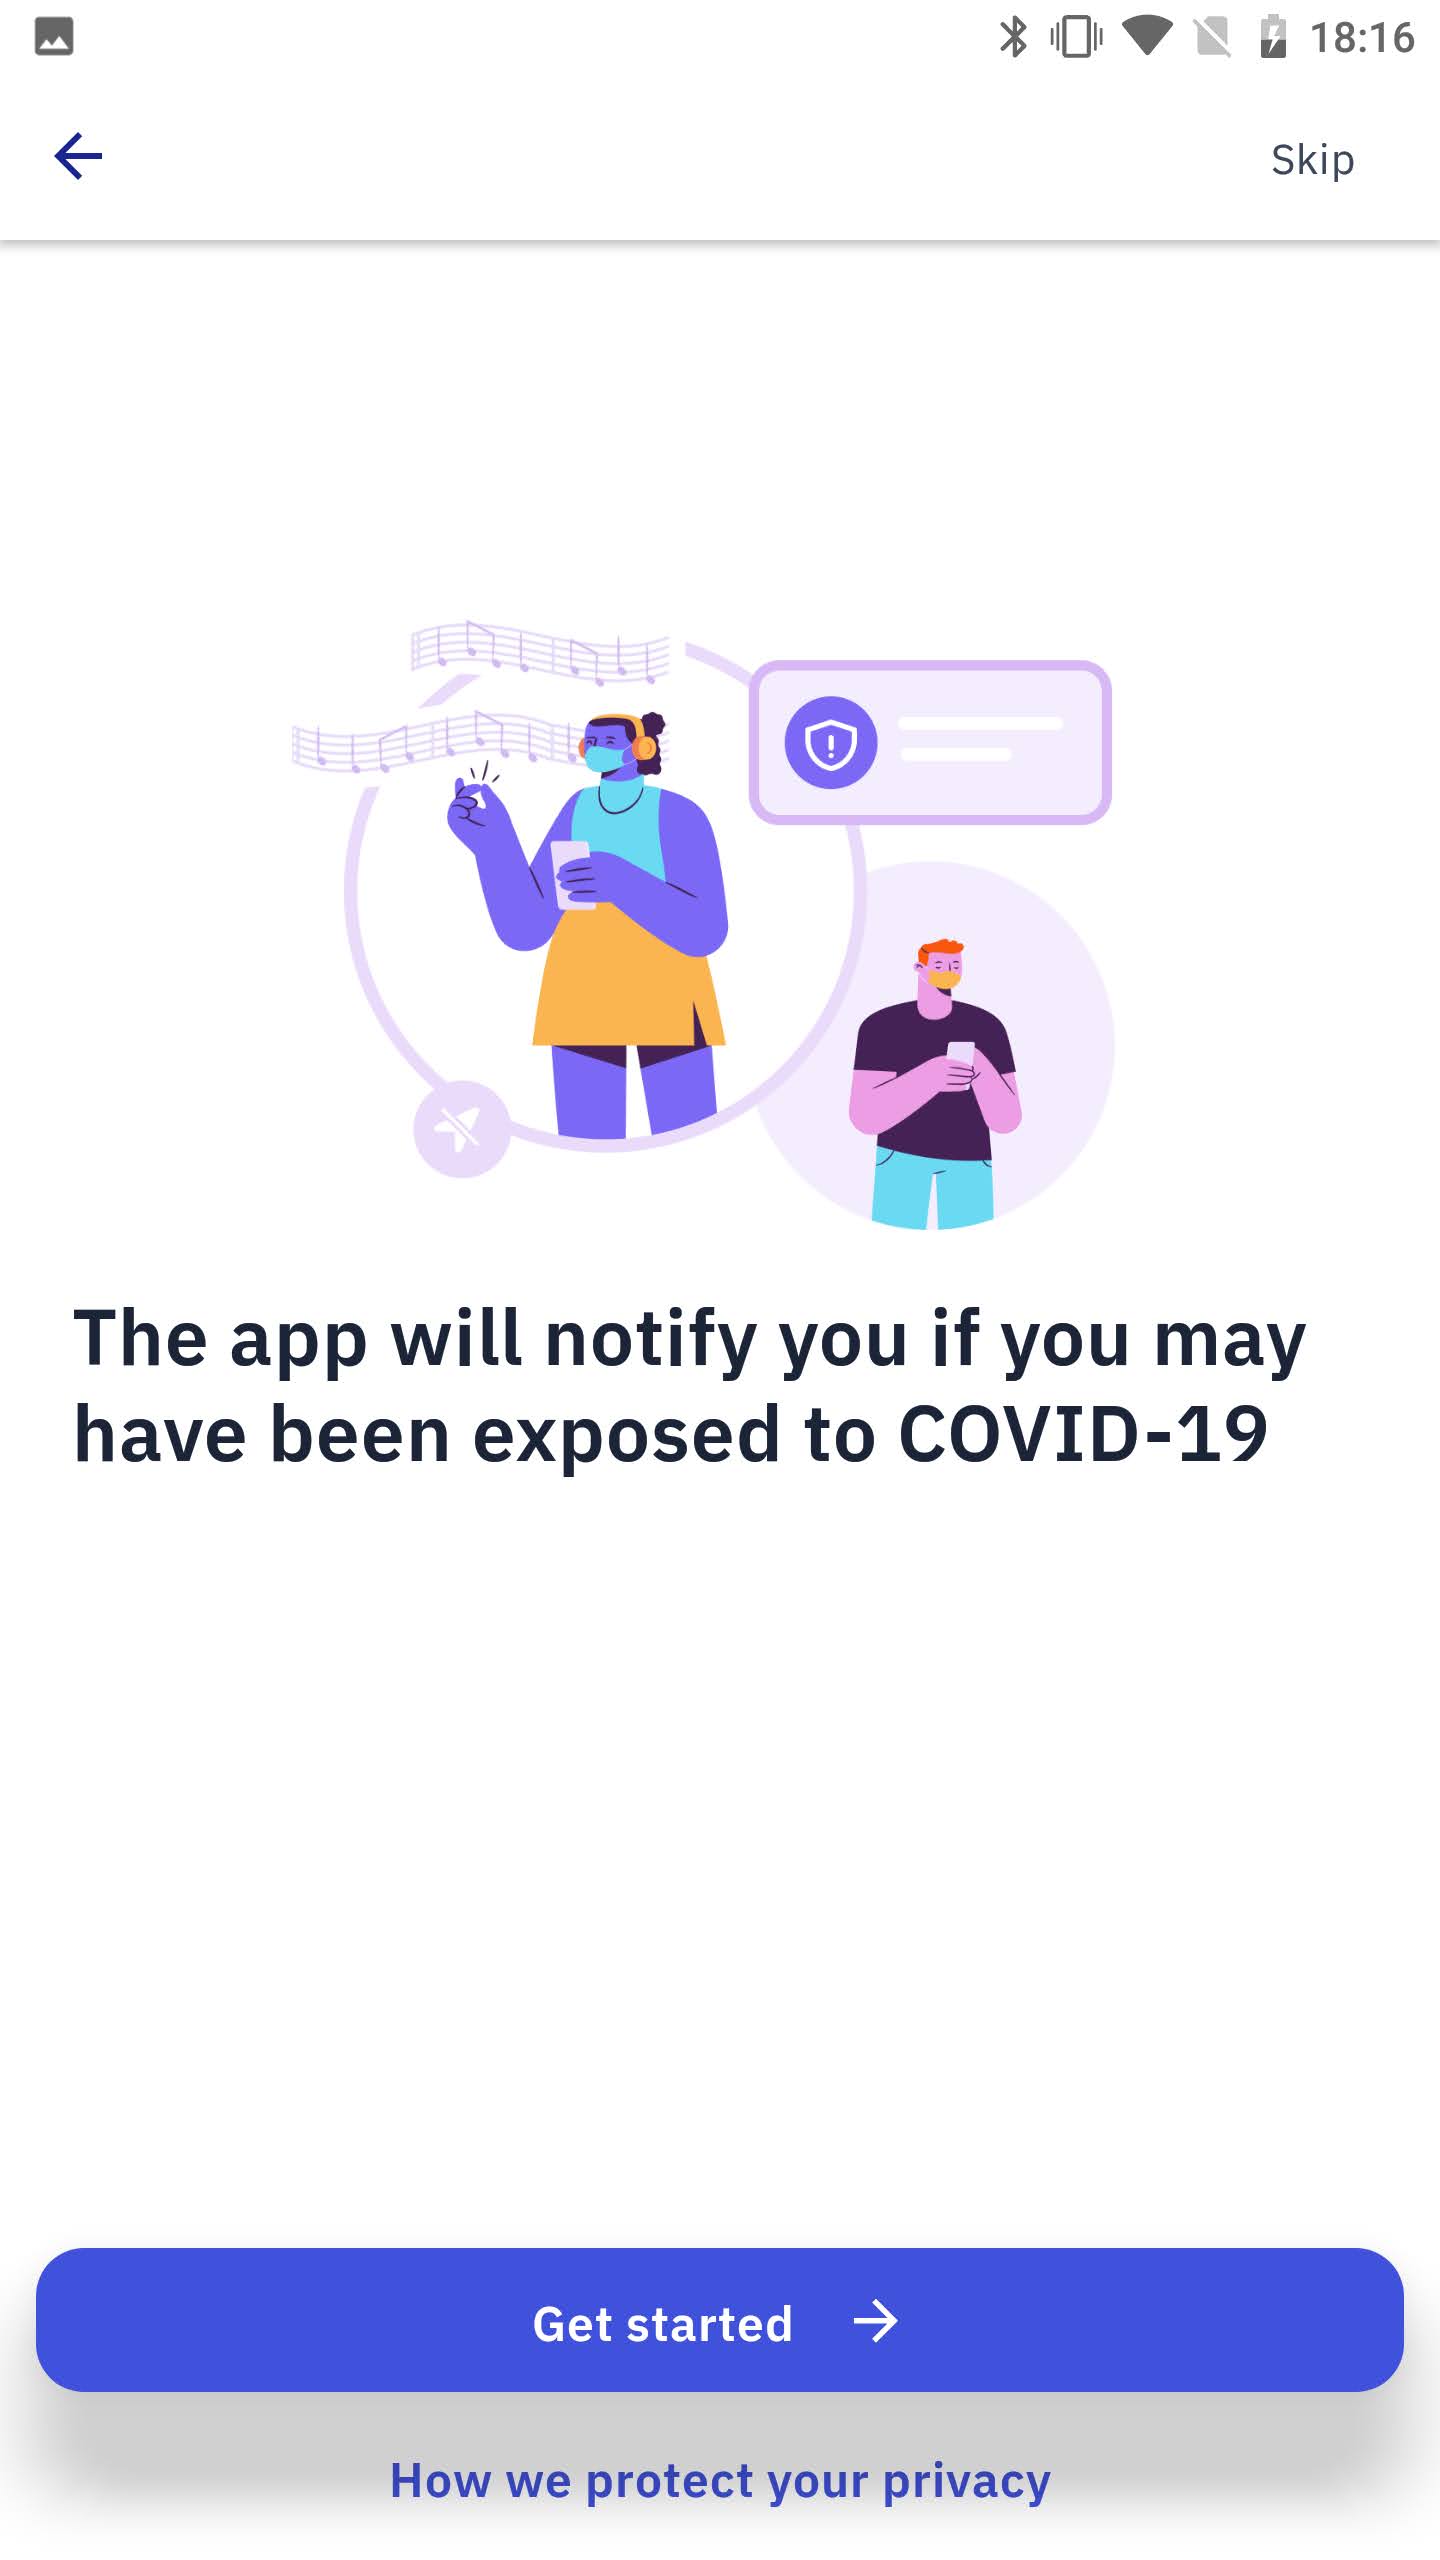 18:16
Skip
The app will notify you if you may
have been exposed to COVID-19
Get started
How we protect your privacy